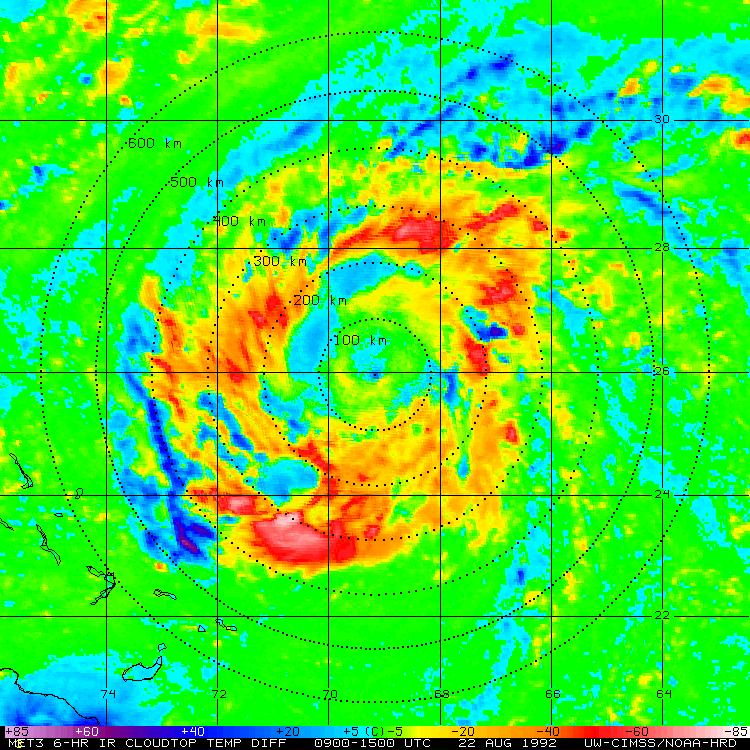 30
600 km
500 km
400 km
28
300 km
200 km
100 km
26
24
22
74 72 70 68 66 64
+85 +60 +40 +20 +5 (C) -5 -20 -40 -60 -85
MET3 6-HR IR CLOUDTOP TEMP DIFF 0900-1500 UTC 22 AUG 1992 UW-CIMSS/NOAA-HRD